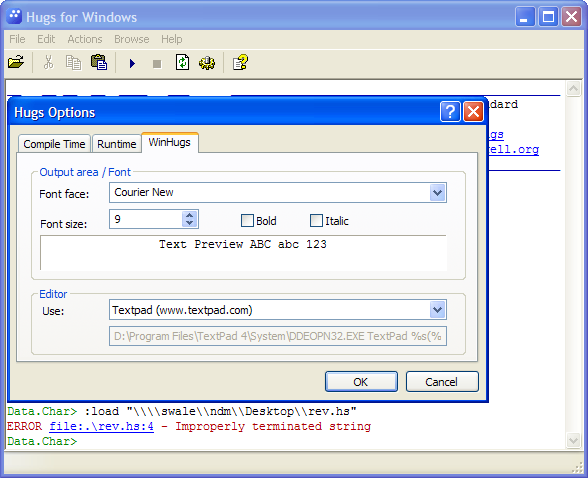 Hugs for Windows
File Edit Actions Browse Help
dard
Hugs Options
gs
Compile Time Runtime WinHugs
ell.org
Output area / Font
Font face: Courier New
Font size: 9 Bold Italic
Text Preview ABC abc 123
Editor
Use: Textpad (www.textpad.com)
D:\Program Files\TextPad 4\System\DDEOPN32.EXE TextPad %s(%
OK Cancel
Data.Char> :load "\\\\swale\\ndm\\Desktop\\rev.hs"
ERROR file:.\rev.hs:4 - Improperly terminated string
Data.Char>